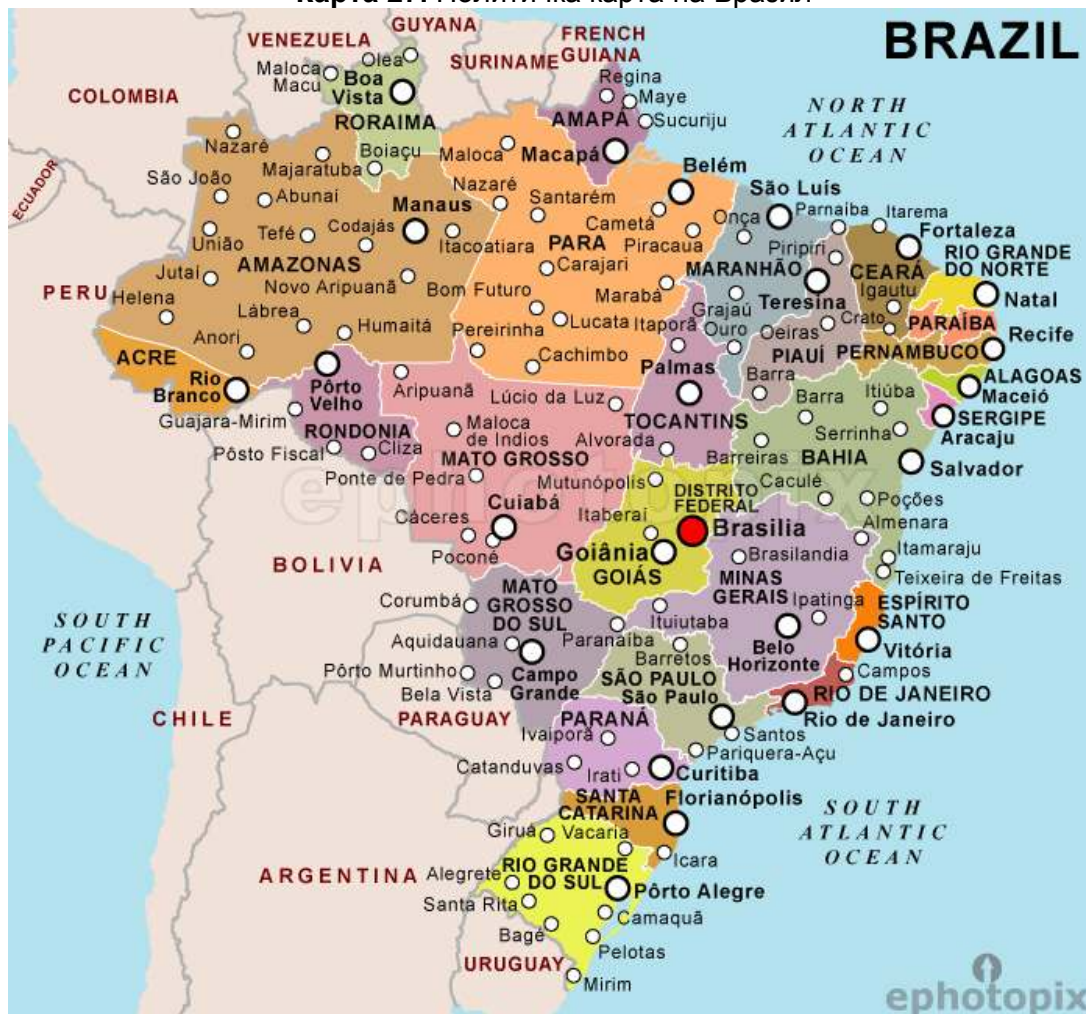 Карта Политичка карта на Бразил
BRAZIL
GUYANA
VENEZUELA
FRENCH
GUIANA
SURINAME
COLOMBIA
ECUADOR
PERU
BOLIVIA
CHILE
PARAGUAY
ARGENTINA
URUGUAY
NORTH
ATLANTIC
OCEAN
SOUTH
PACIFIC
OCEAN
SOUTH
ATLANTIC
OCEAN
Olea
Maloca
Macu
Boa
Vista
RORAIMA
Boiaçu
Regina
Maye
Sucuriju
AMAPÁ
Macapá
Nazaré
Majaratuba
São João
Abunaí
Manaus
União
Tefé
Codajás
Itacoatiara
AMAZONAS
Jutaí
Novo Aripuanã
Helena
Lábrea
Humaitá
Anori
Maloca
Nazaré
Santarém
Belém
Cametá
Piracaua
PARA
Carajari
Bom Futuro
Marabá
Pereirinha
Lucata
Cachimbo
São Luís
Onça
Parnaiba
MARANHÃO
Grajaú
Ouro
Itarema
Fortaleza
CEARÁ
Igautu
Crato
Piripiri
Teresina
Oeiras
PIAUÍ
Barra
RIO GRANDE
DO NORTE
Natal
PARAÍBA
Recife
PERNAMBUCO
ALAGOAS
Maceió
SERGIPE
Aracaju
ACRE
Rio
Branco
Pôrto
Velho
Guajara-Mirim
RONDONIA
Pôsto Fiscal
Cliza
Aripuanã
Lúcio da Luz
Maloca
de Indios
MATO GROSSO
Ponte de Pedra
Cuiabá
Cáceres
Poconé
Itaporã
Palmas
TOCANTINS
Alvorada
Barra
Itiúba
Serrinha
Barreiras
BAHIA
Salvador
Caculé
Poções
Itamaraju
Teixeira de Freitas
Mutunópolis
DISTRITO
FEDERAL
Itaberaí
Brasilia
Goiânia
GOIÁS
Almenara
Brasilandia
MINAS
GERAIS
Ipatinga
Ituiutaba
Belo
Horizonte
ESPÍRITO
SANTO
Vitória
MATO
GROSSO
DO SUL
Corumbá
Aquidauana
Paranaíba
Pôrto Murtinho
Campo
Grande
Bela Vista
Barretos
SÃO PAULO
São Paulo
Santos
Pariquera-Açu
Campos
RIO DE JANEIRO
Rio de Janeiro
PARANÁ
Ivaiporã
Catanduvas
Irati
Curitiba
SANTA
CATARINA
Florianópolis
Icara
Giruá
Vacaria
RIO GRANDE
DO SUL
Alegrete
Pôrto Alegre
Santa Rita
Camaquã
Bagé
Pelotas
Mirim
ephotopix
ephotopix